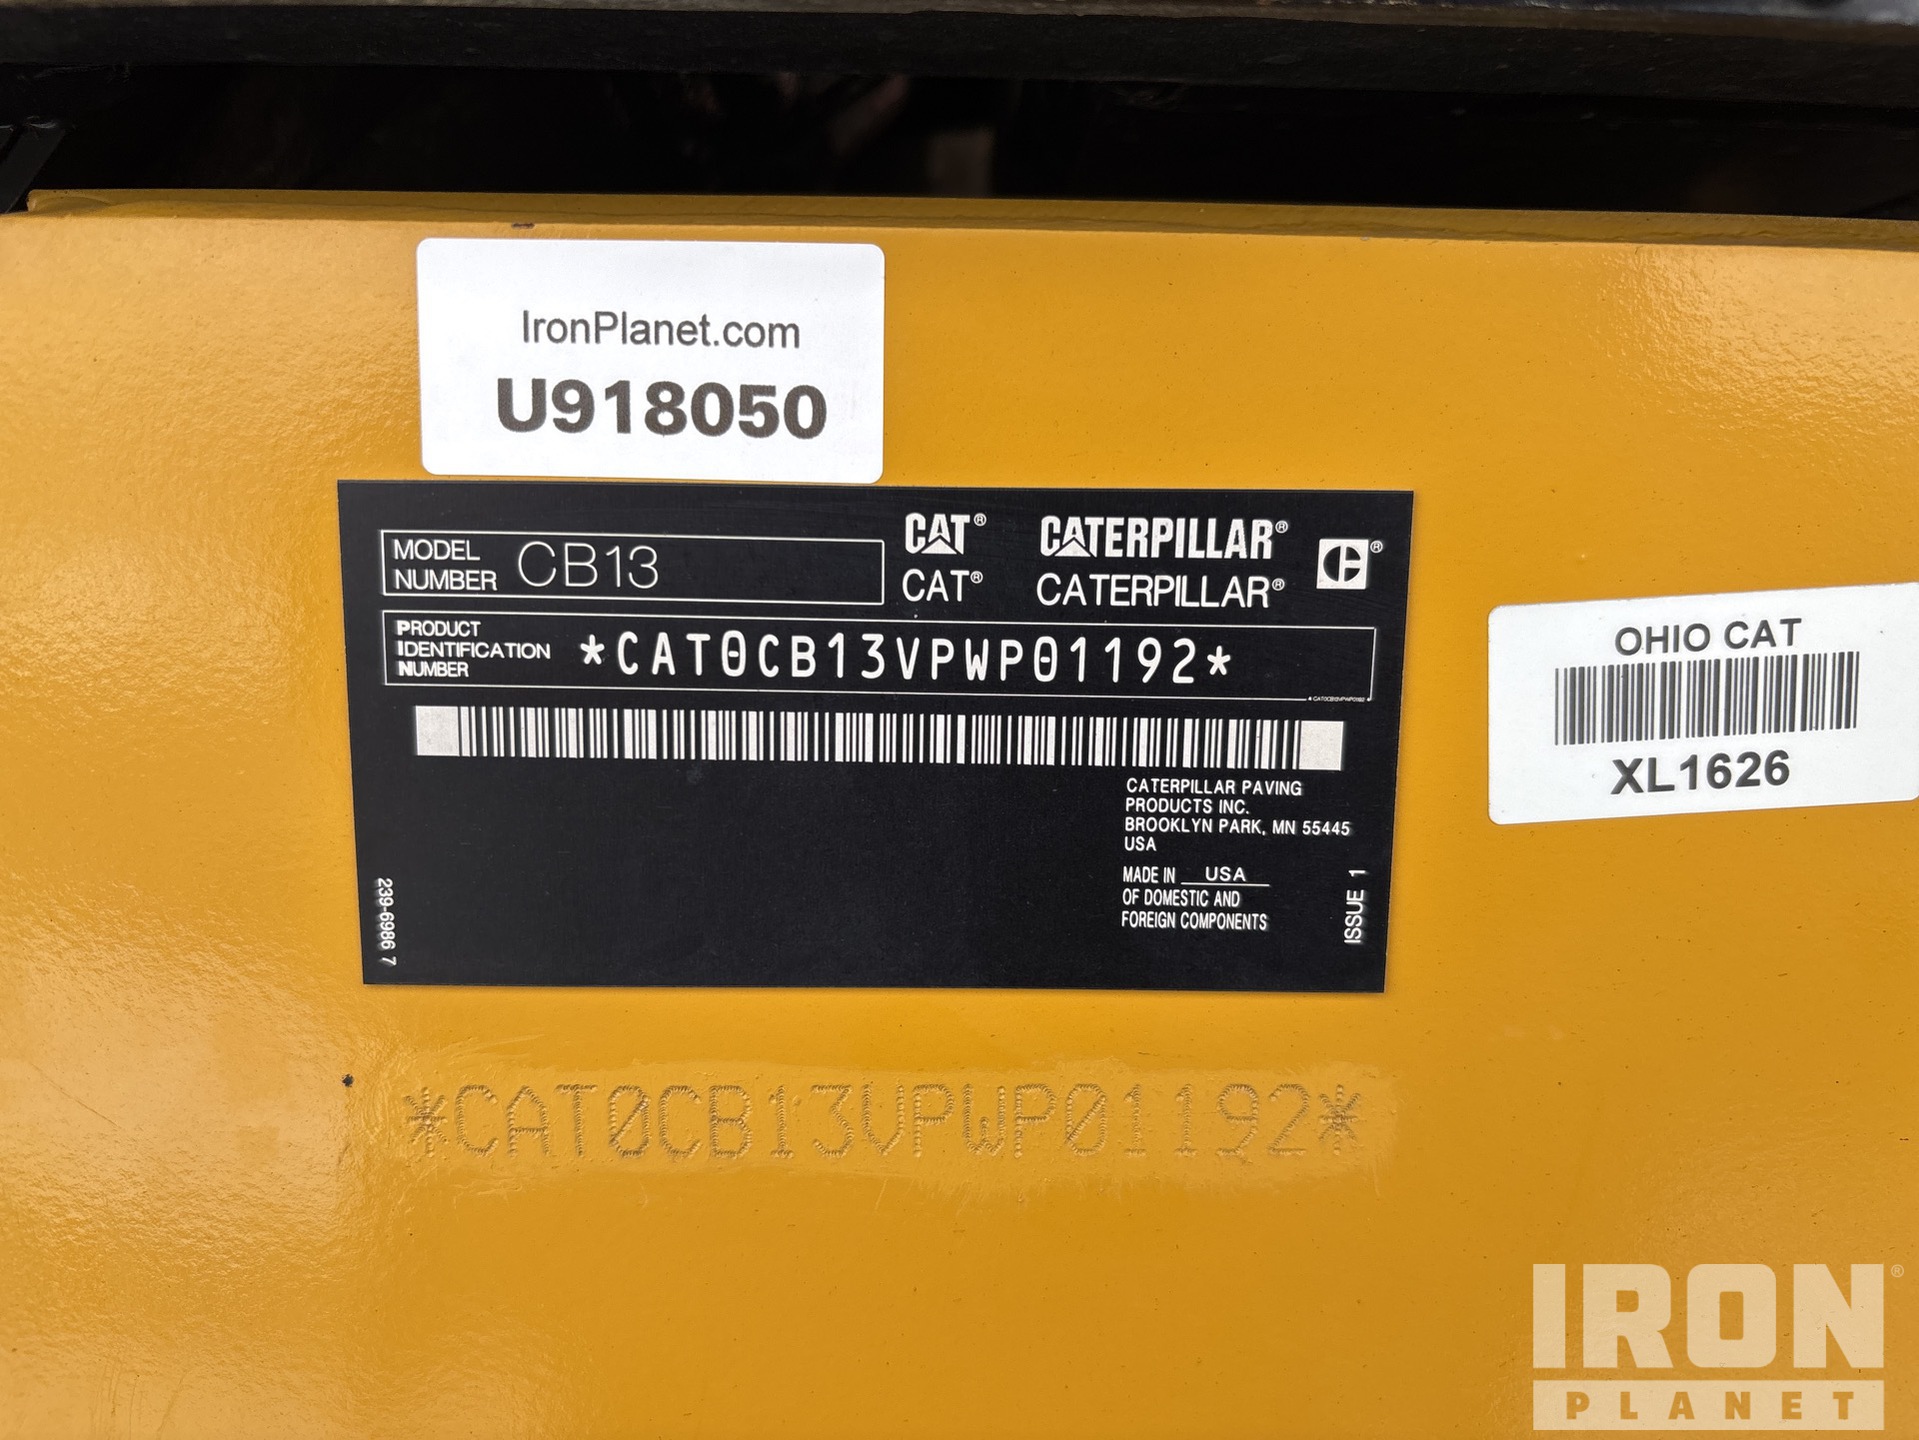 IronPlanet.com
U918050
MODEL NUMBER CB13
CAT® CATERPILLAR® ®
CAT® CATERPILLAR®
PRODUCT
IDENTIFICATION
NUMBER
*CAT0CB13VPWP01192*
*CAT0CB13VPWP01192*
CATERPILLAR PAVING
PRODUCTS INC.
BROOKLYN PARK, MN 55445
USA
MADE IN USA
OF DOMESTIC AND
FOREIGN COMPONENTS
ISSUE 1
239-6986 7
OHIO CAT
XL1626
*CAT0CB13VPWP01192*
IRON®
PLANET